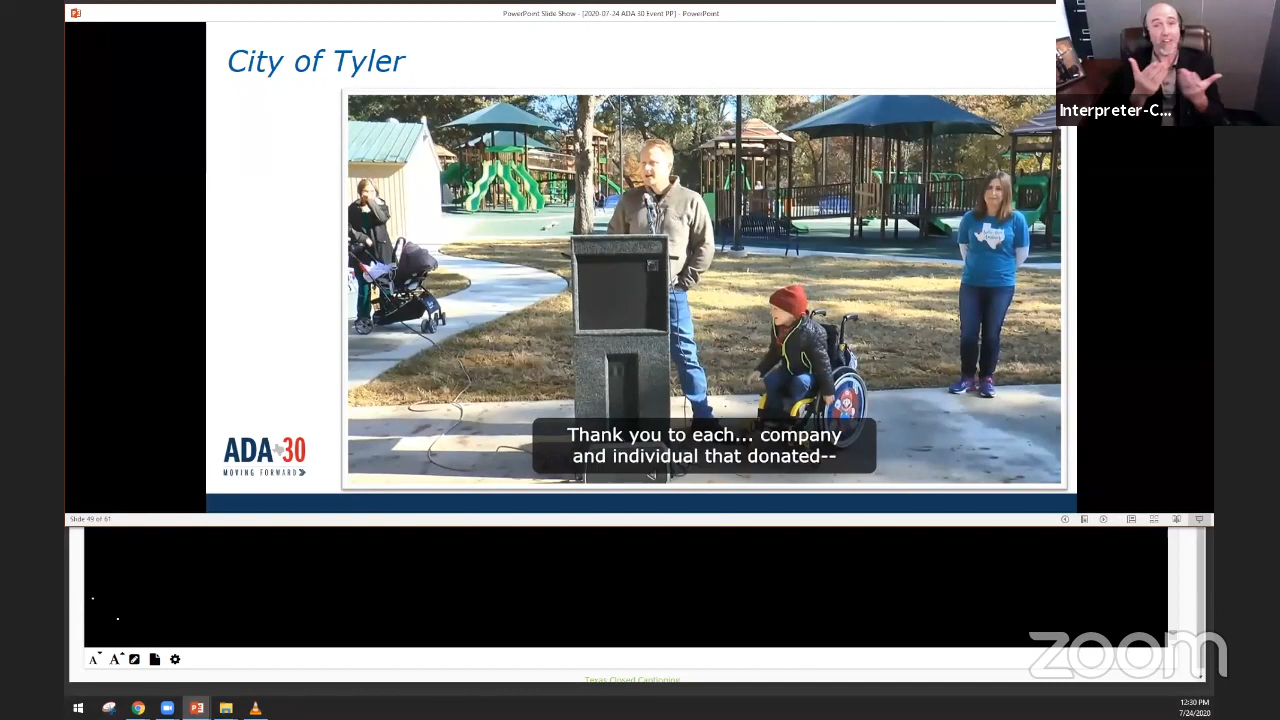 PowerPoint Slide Show - [2020-07-24 ADA 30 Event PP] - PowerPoint
City of Tyler
Interpreter-C...
Thank you to each... company
and individual that donated--
ADA 30
MOVING FORWARD
Slide 49 of 61
A A
Texas Closed Captioning
zoom
12:30 PM
7/24/2020